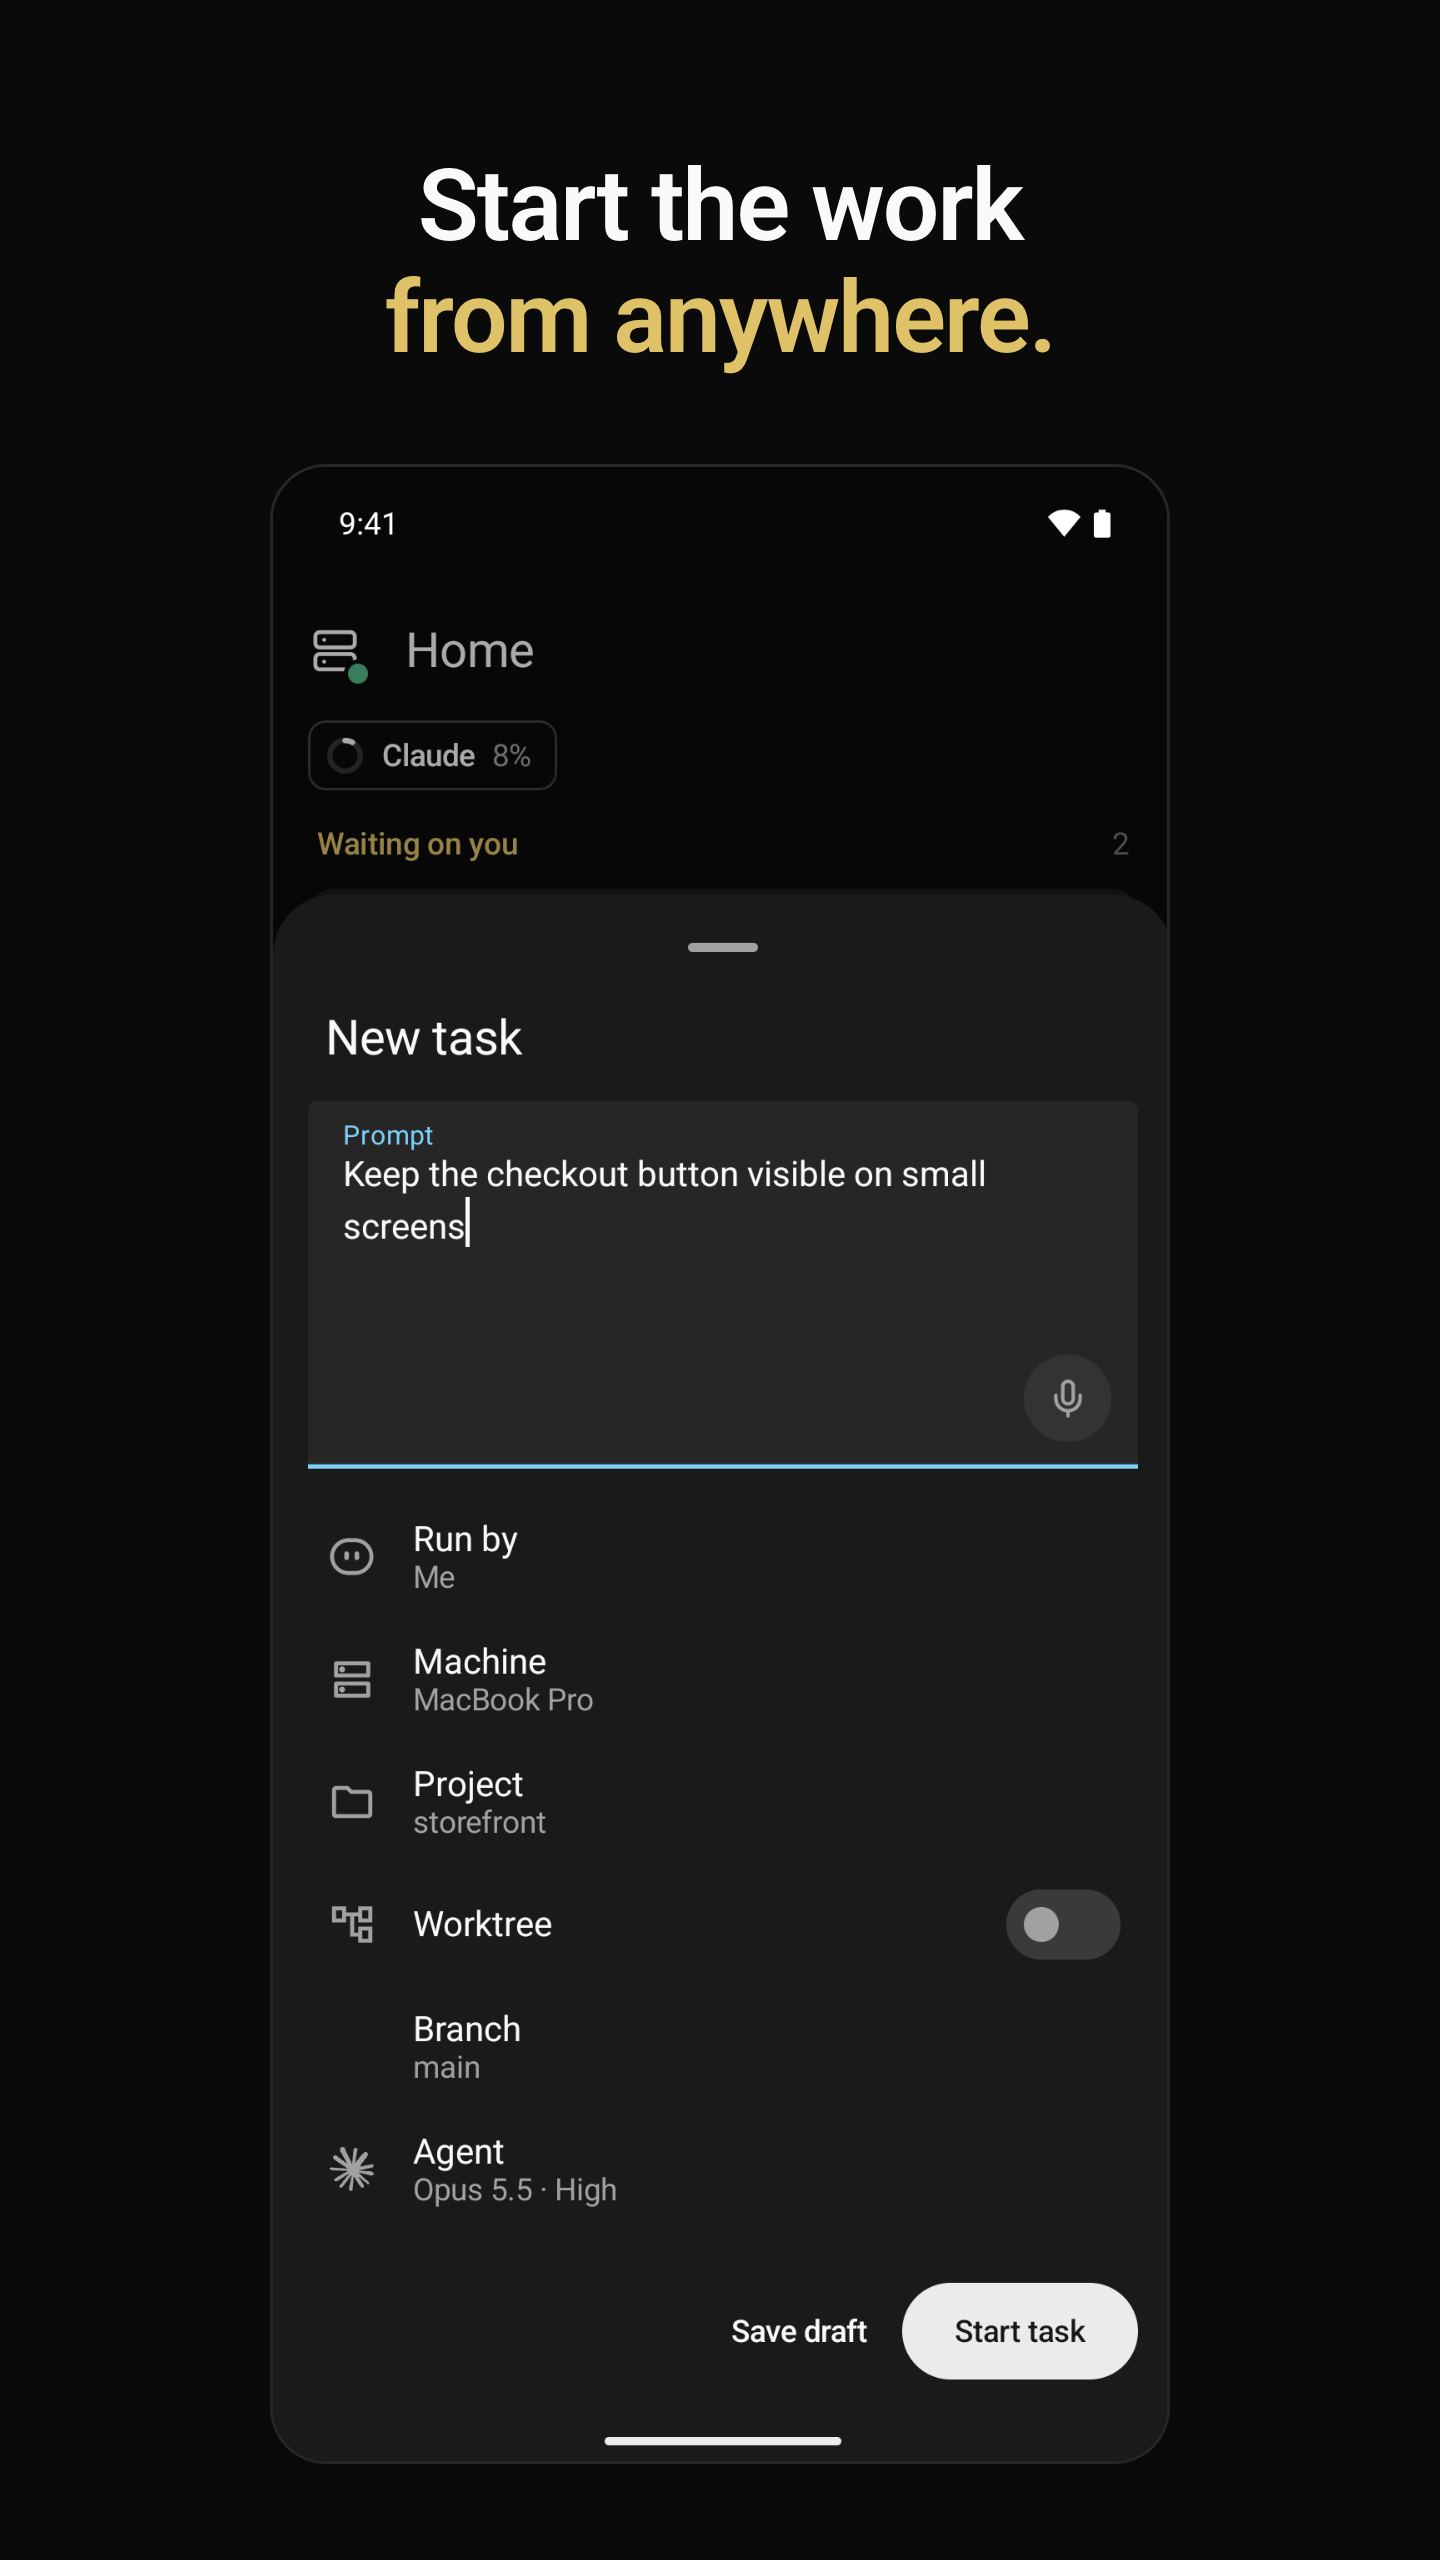 Start the work
from anywhere.
9:41
Home
Claude 8%
Waiting on you 2
New task
Prompt
Keep the checkout button visible on small
screens
Run by
Me
Machine
MacBook Pro
Project
storefront
Worktree
Branch
main
Agent
Opus 5.5 · High
Save draft Start task